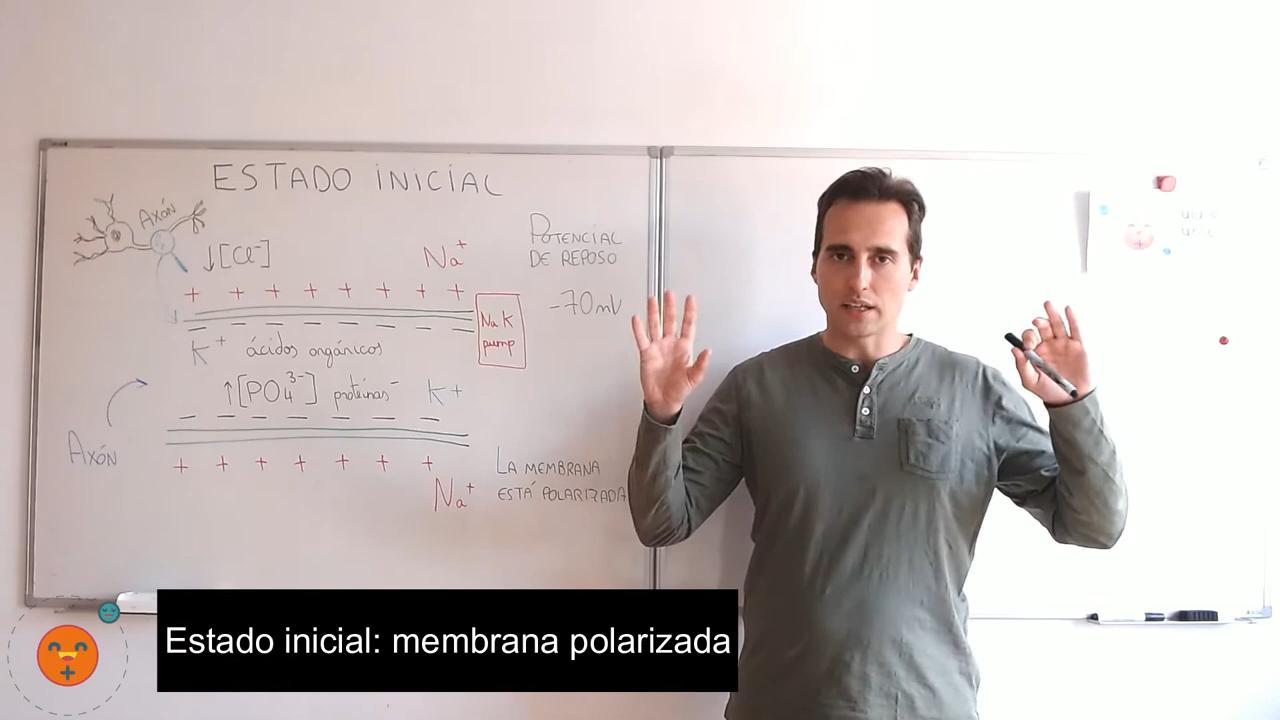 ESTADO INICIAL
AXÓN
↓[Cl⁻]
Na⁺
POTENCIAL
DE REPOSO
-70mV
+ + + + + + + +
Na K
pump
— — — — — — —
K⁺ ácidos orgánicos
↑[PO₄³⁻] proteínas⁻ K⁺
— — — — — — —
AXÓN
+ + + + + + +
Na⁺
LA MEMBRANA
ESTÁ POLARIZADA
Estado inicial: membrana polarizada